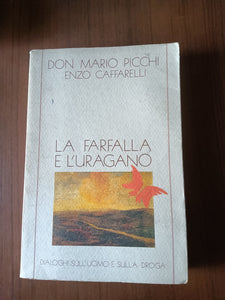 DON MARIO PICCHI
ENZO CAFFARELLI
LA FARFALLA
E L'URAGANO
DIALOGHI SULL'UOMO E SULLA DROGA